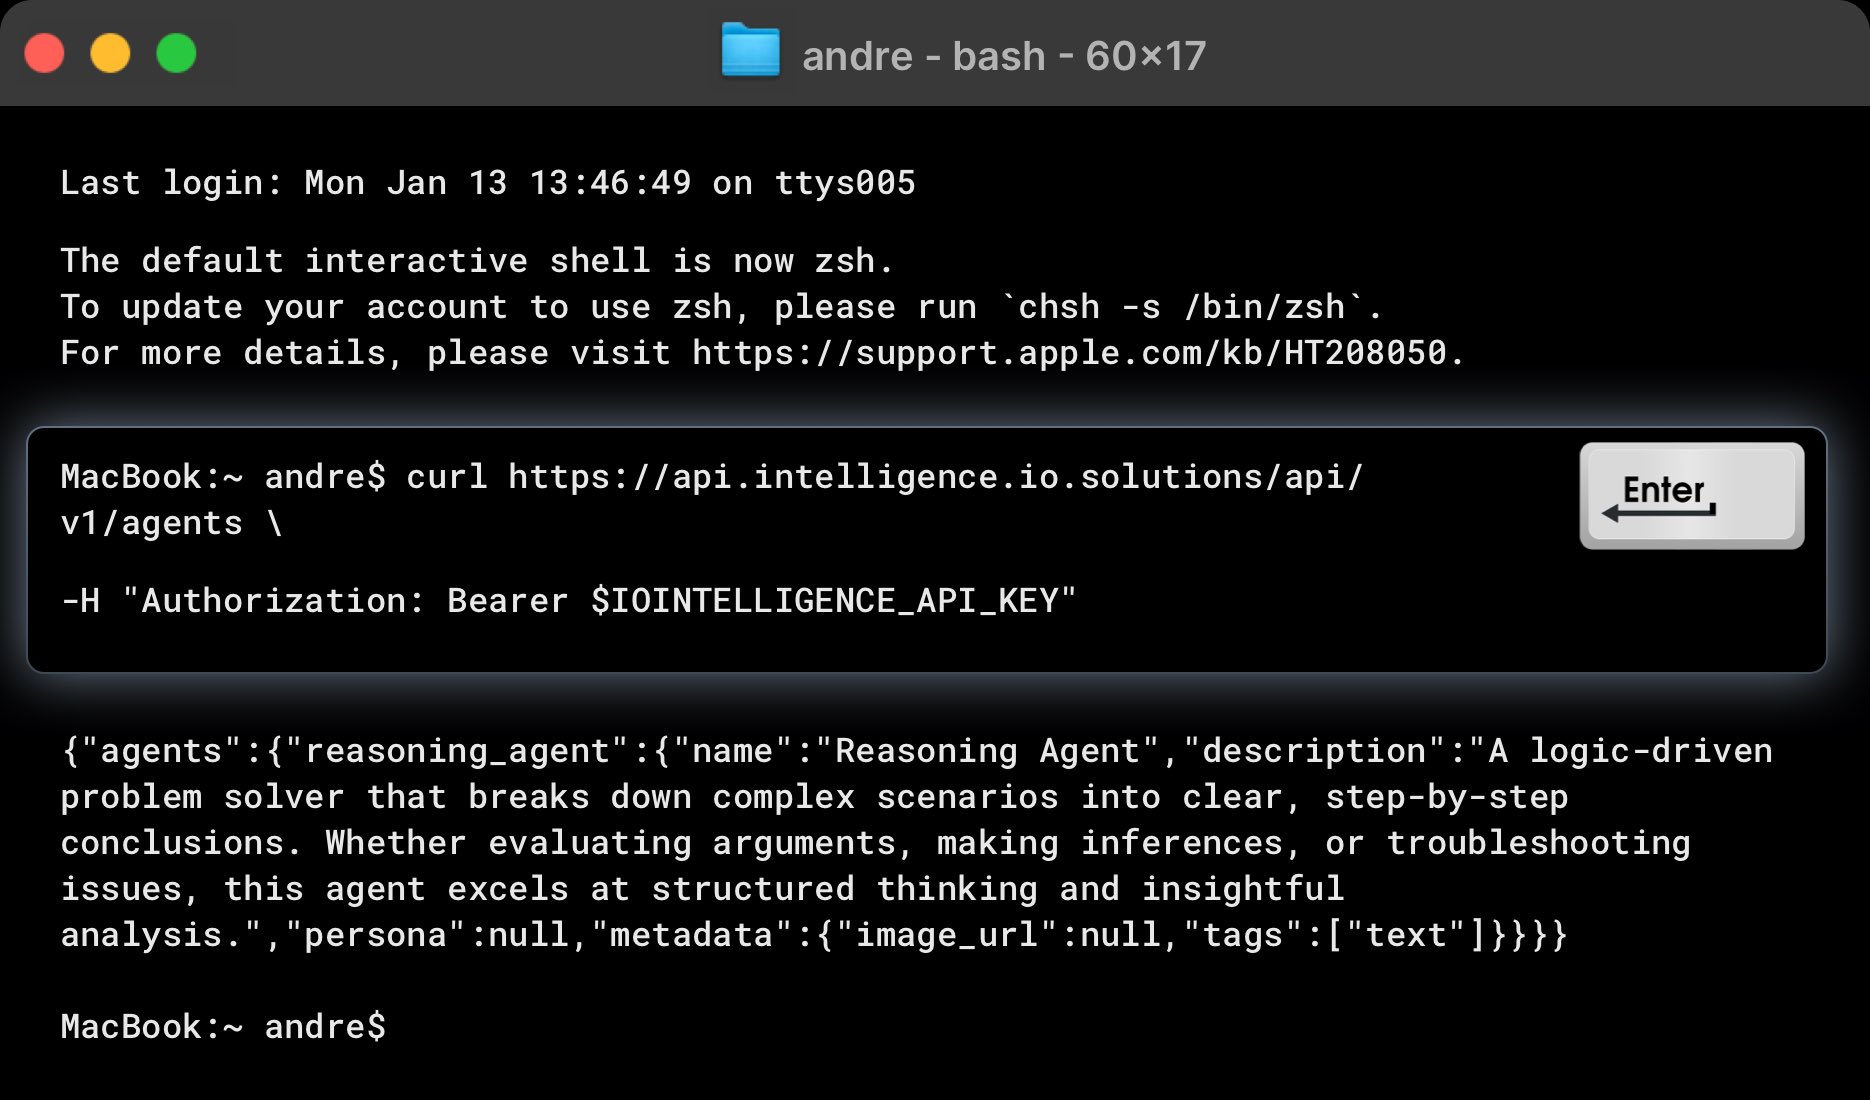 andre - bash - 60×17
Last login: Mon Jan 13 13:46:49 on ttys005
The default interactive shell is now zsh.
To update your account to use zsh, please run `chsh -s /bin/zsh`.
For more details, please visit https://support.apple.com/kb/HT208050.
MacBook:~ andre$ curl https://api.intelligence.io.solutions/api/
v1/agents \
Enter
-H "Authorization: Bearer $IOINTELLIGENCE_API_KEY"
{"agents":{"reasoning_agent":{"name":"Reasoning Agent","description":"A logic-driven
problem solver that breaks down complex scenarios into clear, step-by-step
conclusions. Whether evaluating arguments, making inferences, or troubleshooting
issues, this agent excels at structured thinking and insightful
analysis.","persona":null,"metadata":{"image_url":null,"tags":["text"]}}}}
MacBook:~ andre$